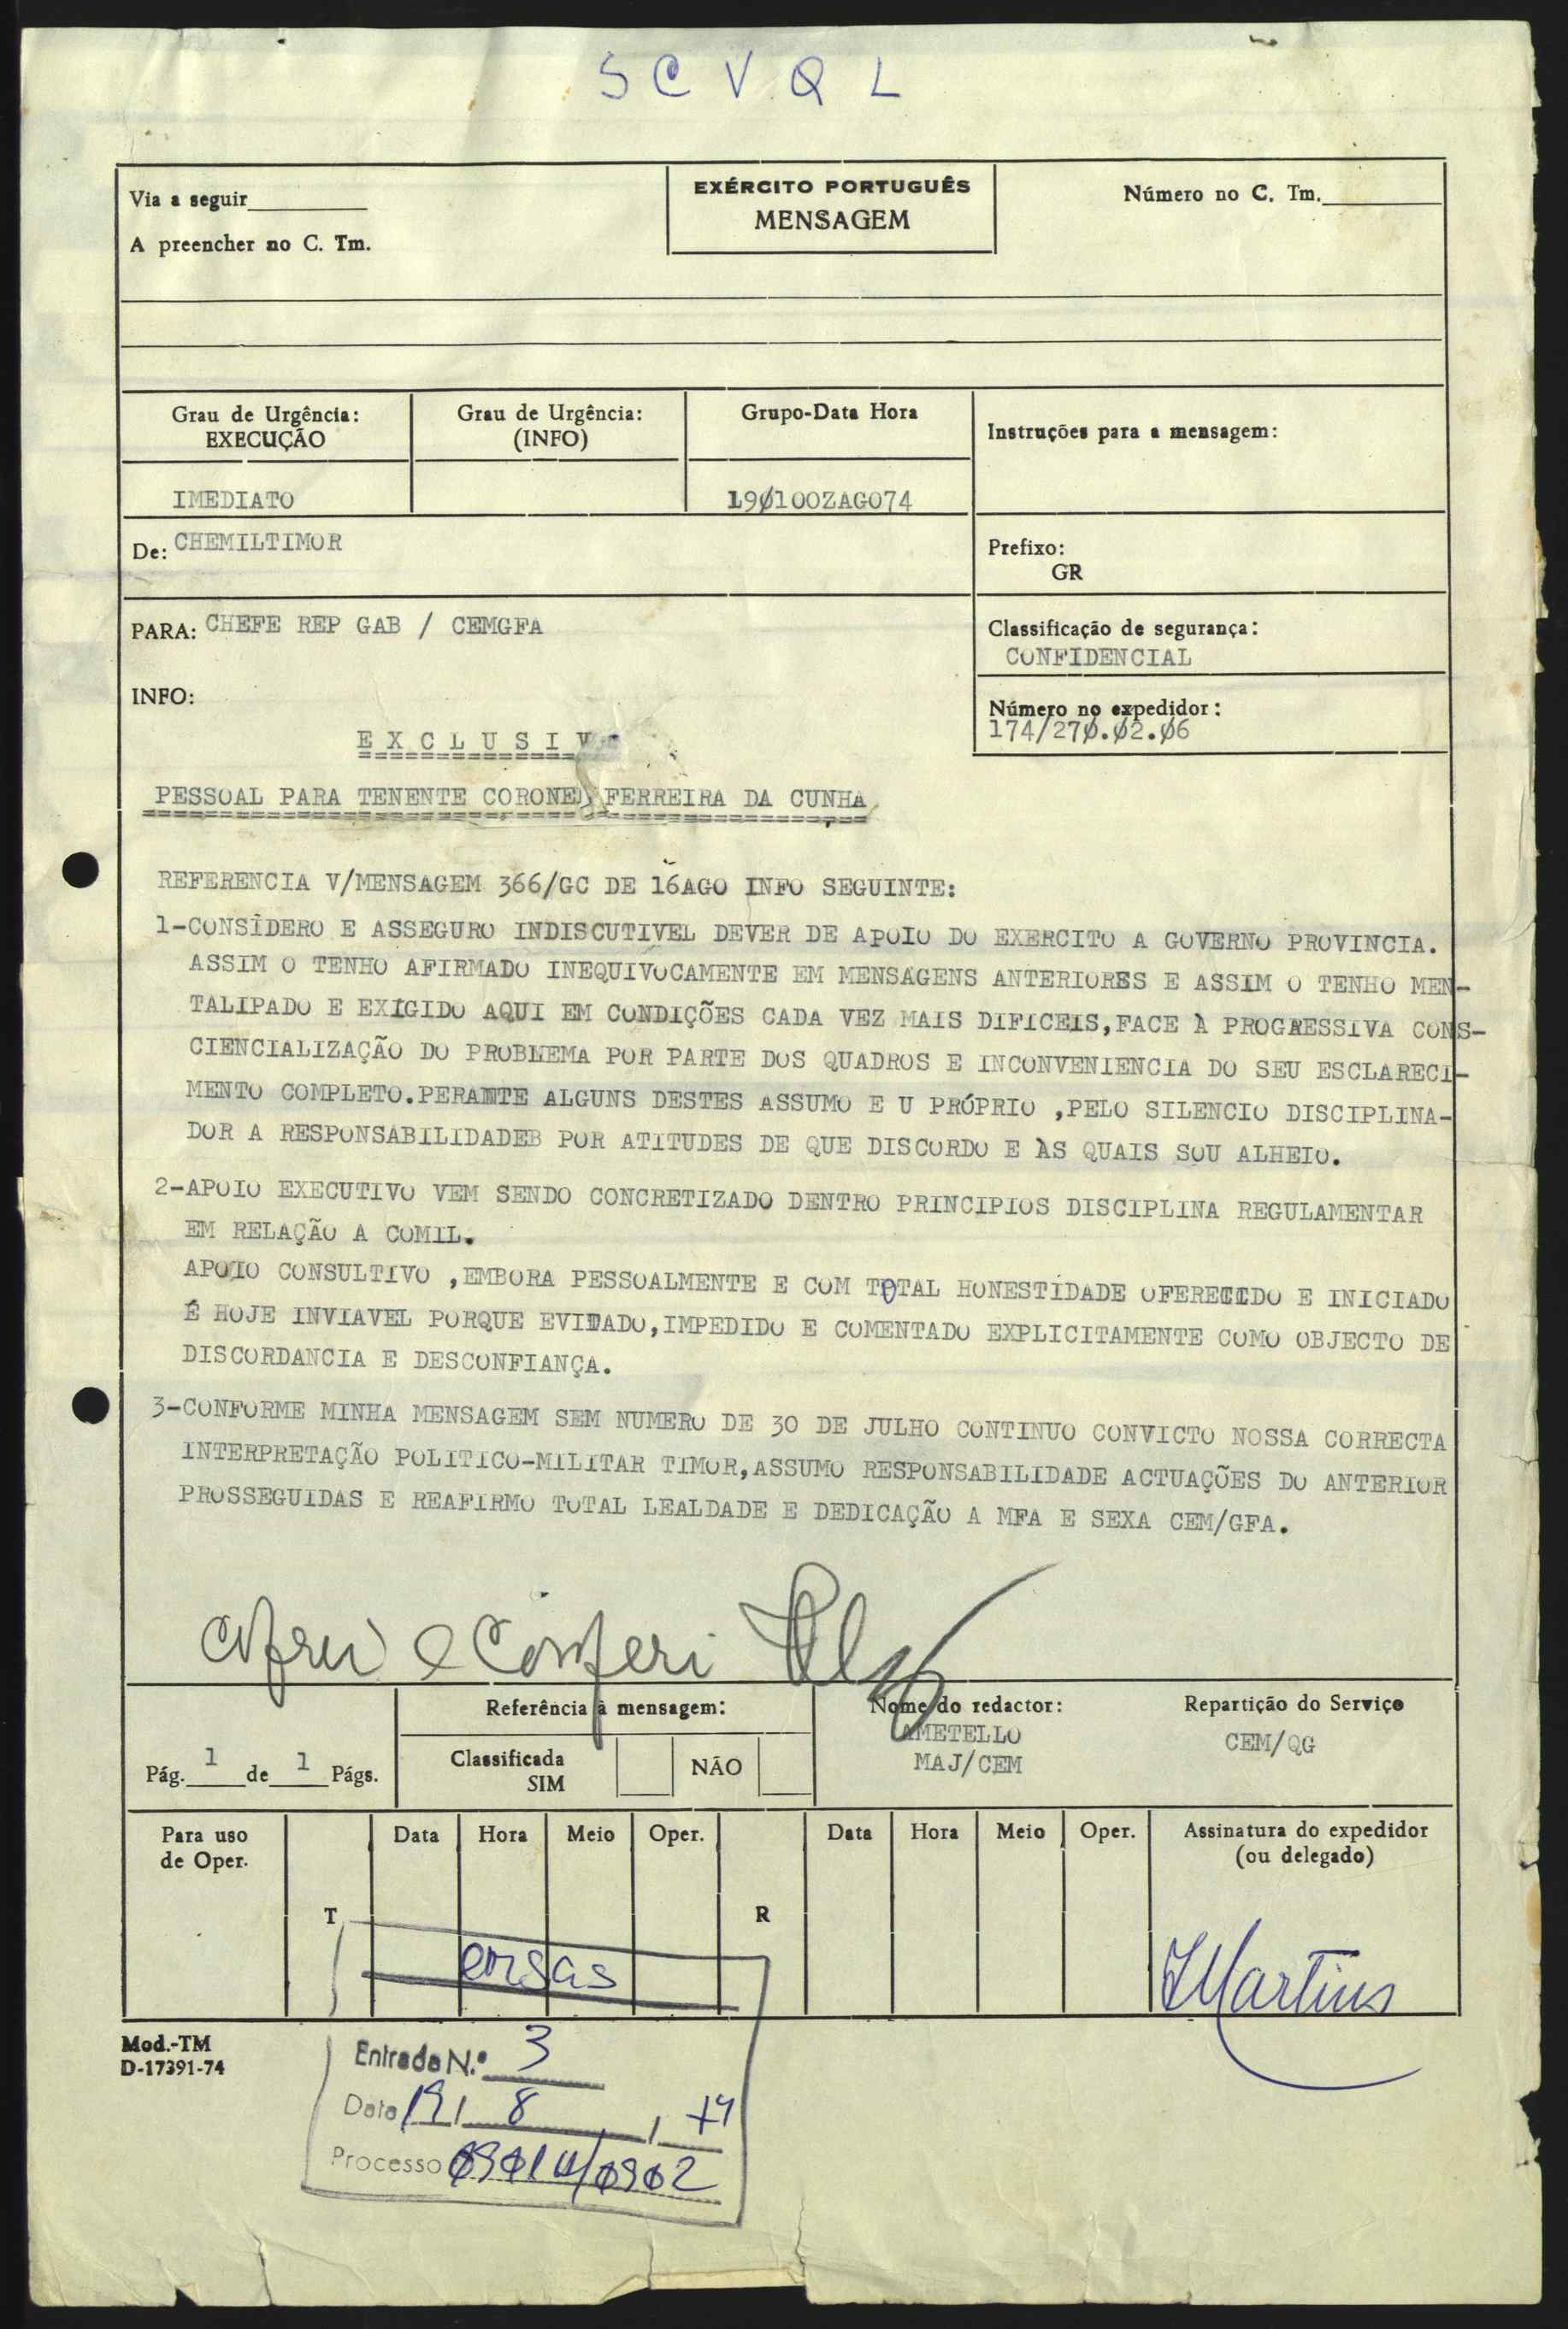 S C V Q L
Via a seguir
EXÉRCITO PORTUGUÊS
MENSAGEM
Número no C. Tm.
A preencher no C. Tm.
Grau de Urgência:
EXECUÇÃO
Grau de Urgência:
(INFO)
Grupo-Data Hora
Instruções para a mensagem:
IMEDIATO
19Ø100ZAGO74
De: CHEMILTIMOR
Prefixo:
GR
PARA: CHEFE REP GAB / CEMGFA
Classificação de segurança:
CONFIDENCIAL
INFO:
Número no expedidor:
174/27Ø.Ø2.Ø6
E X C L U S I V
PESSOAL PARA TENENTE CORONEL FERREIRA DA CUNHA
REFERENCIA V/MENSAGEM 366/GC DE 16AGO INFO SEGUINTE:
1-CONSIDERO E ASSEGURO INDISCUTIVEL DEVER DE APOIO DO EXERCITO A GOVERNO PROVINCIA.
ASSIM O TENHO AFIRMADO INEQUIVOCAMENTE EM MENSAGENS ANTERIORES E ASSIM O TENHO MEN-
TALIPADO E EXIGIDO AQUI EM CONDIÇÕES CADA VEZ MAIS DIFICEIS,FACE À PROGRESSIVA CONS-
CIENCIALIZAÇÃO DO PROBLEMA POR PARTE DOS QUADROS E INCONVENIENCIA DO SEU ESCLARECI-
MENTO COMPLETO.PERANTE ALGUNS DESTES ASSUMO E U PRÓPRIO ,PELO SILENCIO DISCIPLINA-
DOR A RESPONSABILIDADEB POR ATITUDES DE QUE DISCORDO E ÀS QUAIS SOU ALHEIO.
2-APOIO EXECUTIVO VEM SENDO CONCRETIZADO DENTRO PRINCIPIOS DISCIPLINA REGULAMENTAR
EM RELAÇÃO A COMIL.
APOIO CONSULTIVO ,EMBORA PESSOALMENTE E COM TOTAL HONESTIDADE OFERECIDO E INICIADO
É HOJE INVIAVEL PORQUE EVITADO,IMPEDIDO E COMENTADO EXPLICITAMENTE COMO OBJECTO DE
DISCORDANCIA E DESCONFIANÇA.
3-CONFORME MINHA MENSAGEM SEM NUMERO DE 30 DE JULHO CONTINUO CONVICTO NOSSA CORRECTA
INTERPRETAÇÃO POLITICO-MILITAR TIMOR,ASSUMO RESPONSABILIDADE ACTUAÇÕES DO ANTERIOR
PROSSEGUIDAS E REAFIRMO TOTAL LEALDADE E DEDICAÇÃO A MFA E SEXA CEM/GFA.
e Conferi
Referência à mensagem:
Nome do redactor:
Repartição do Serviço
AMETELLO
CEM/QG
Pág. 1 de 1 Págs.
Classificada
SIM
NÃO
MAJ/CEM
Para uso
de Oper.
T
Data
Hora
Meio
Oper.
R
Data
Hora
Meio
Oper.
Assinatura do expedidor
(ou delegado)
Martins
Mod.-TM
D-17391-74
Entrada N.º 3
Data 19/ 8 / 74
Processo